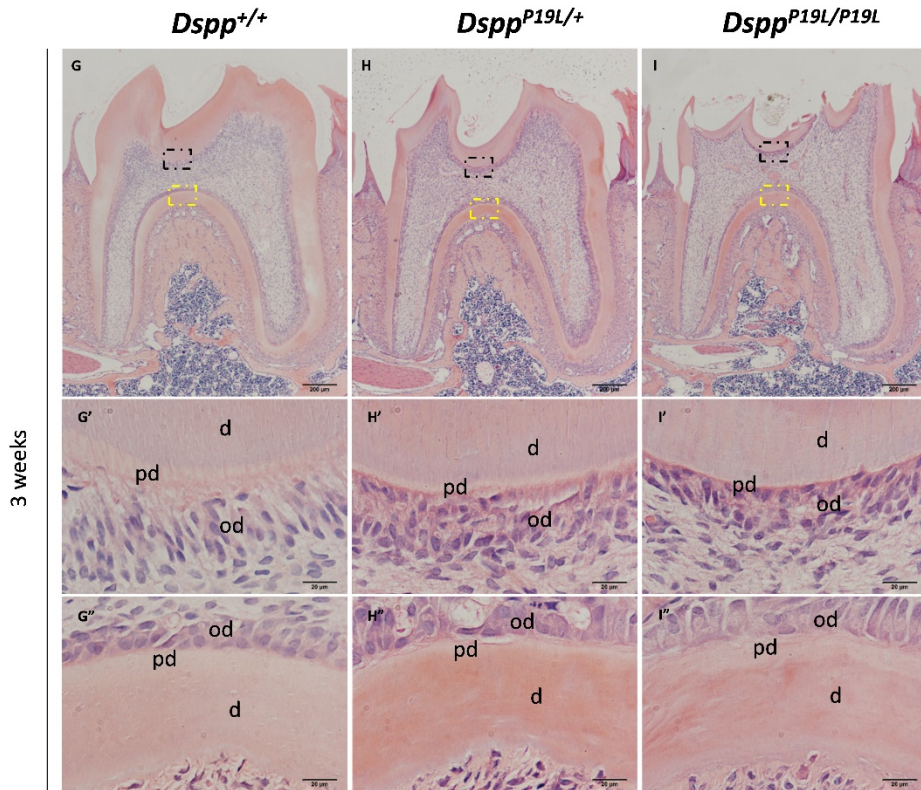 Dspp+/+ DsppP19L/+ DsppP19L/P19L
3 weeks
G H I
200 µm 200 µm 200 µm
G’ H’ I’
d d d
pd pd pd
od od od
20 µm 20 µm 20 µm
G” H” I”
od od od
pd pd pd
d d d
20 µm 20 µm 20 µm